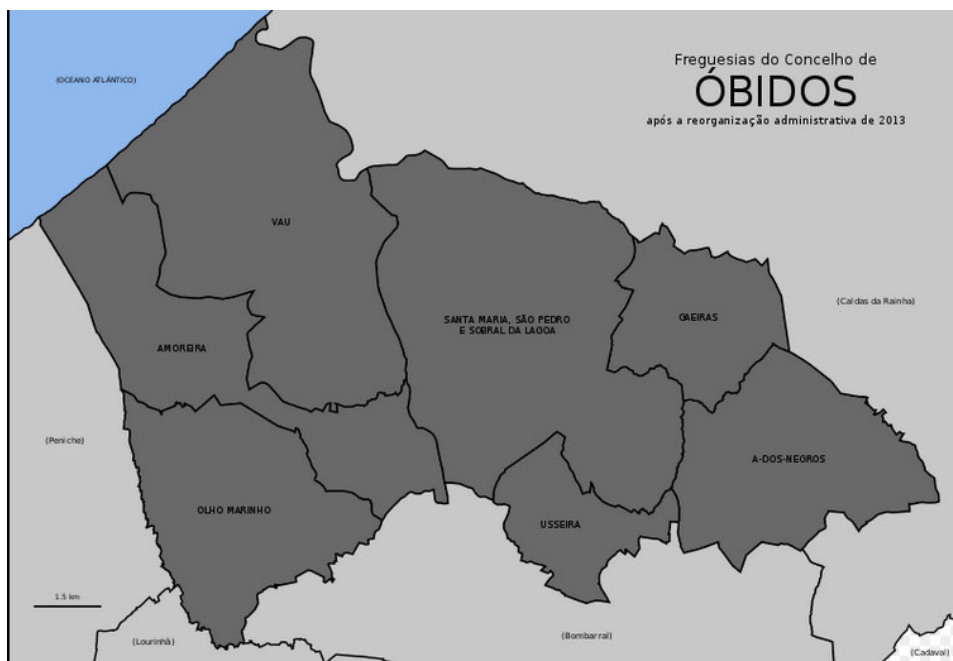 Freguesias do Concelho de
ÓBIDOS
após a reorganização administrativa de 2013
(OCEANO ATLÂNTICO)
VAU
(Caldas da Rainha)
SANTA MARIA, SÃO PEDRO
E SOBRAL DA LAGOA
GAEIRAS
AMOREIRA
(Peniche)
A-DOS-NEGROS
OLHO MARINHO
USSEIRA
1.5 km
(Lourinhã)
(Bombarral)
(Cadaval)